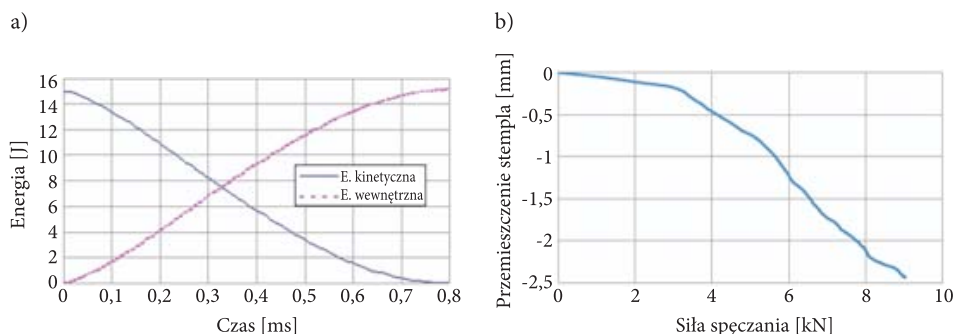 a)
Energia [J]
16
14
12
10
8
6
4
2
0
E. kinetyczna
E. wewnętrzna
0 0,1 0,2 0,3 0,4 0,5 0,6 0,7 0,8
Czas [ms]
b)
Przemieszczenie stempla [mm]
0
-0,5
-1
-1,5
-2
-2,5
0 2 4 6 8 10
Siła spęczania [kN]